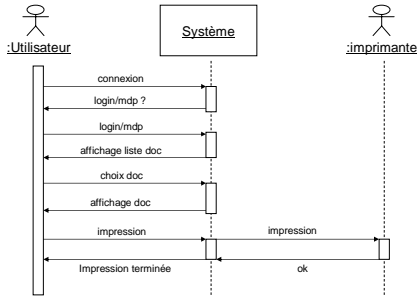 :Utilisateur
Système
:imprimante
connexion
login/mdp ?
login/mdp
affichage liste doc
choix doc
affichage doc
impression
impression
Impression terminée
ok